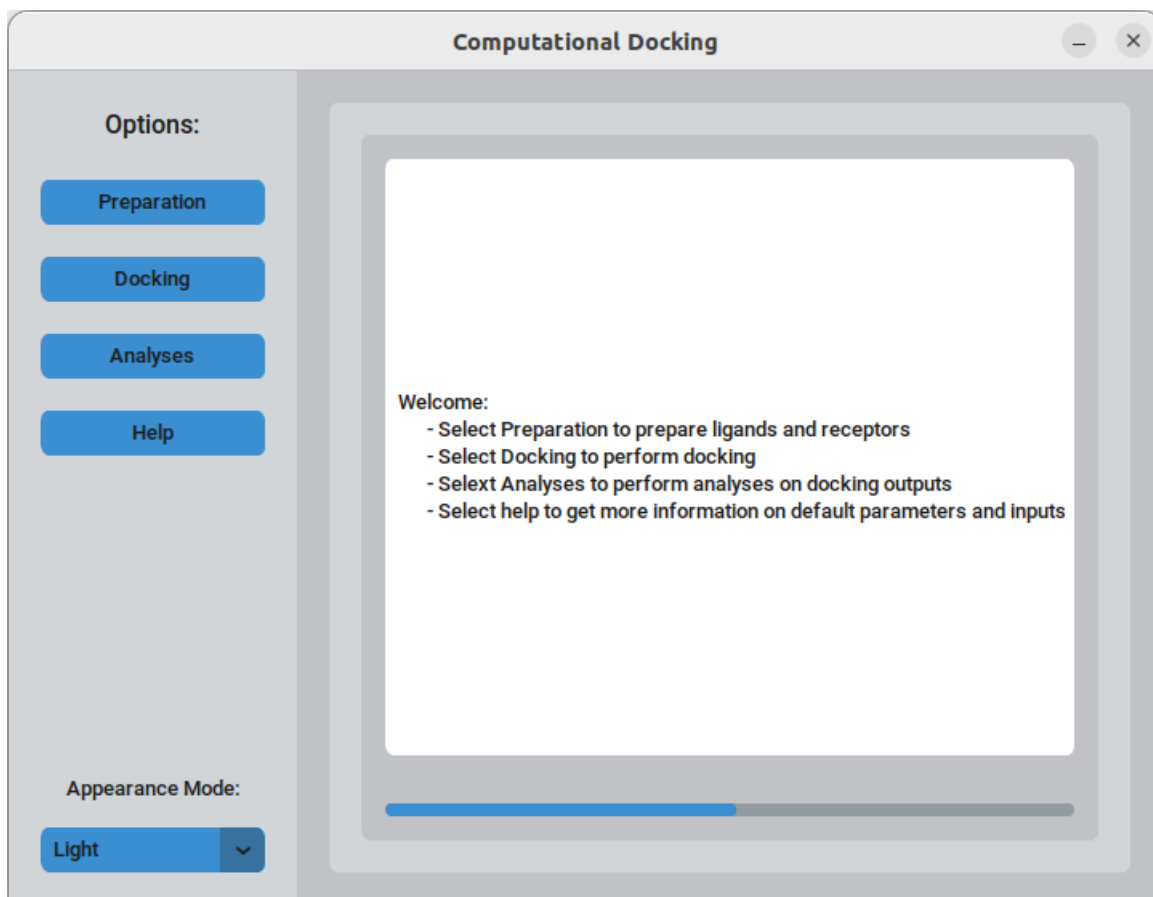 Computational Docking
Options:
Preparation
Docking
Analyses
Help
Appearance Mode:
Light
Welcome:
- Select Preparation to prepare ligands and receptors
- Select Docking to perform docking
- Selext Analyses to perform analyses on docking outputs
- Select help to get more information on default parameters and inputs